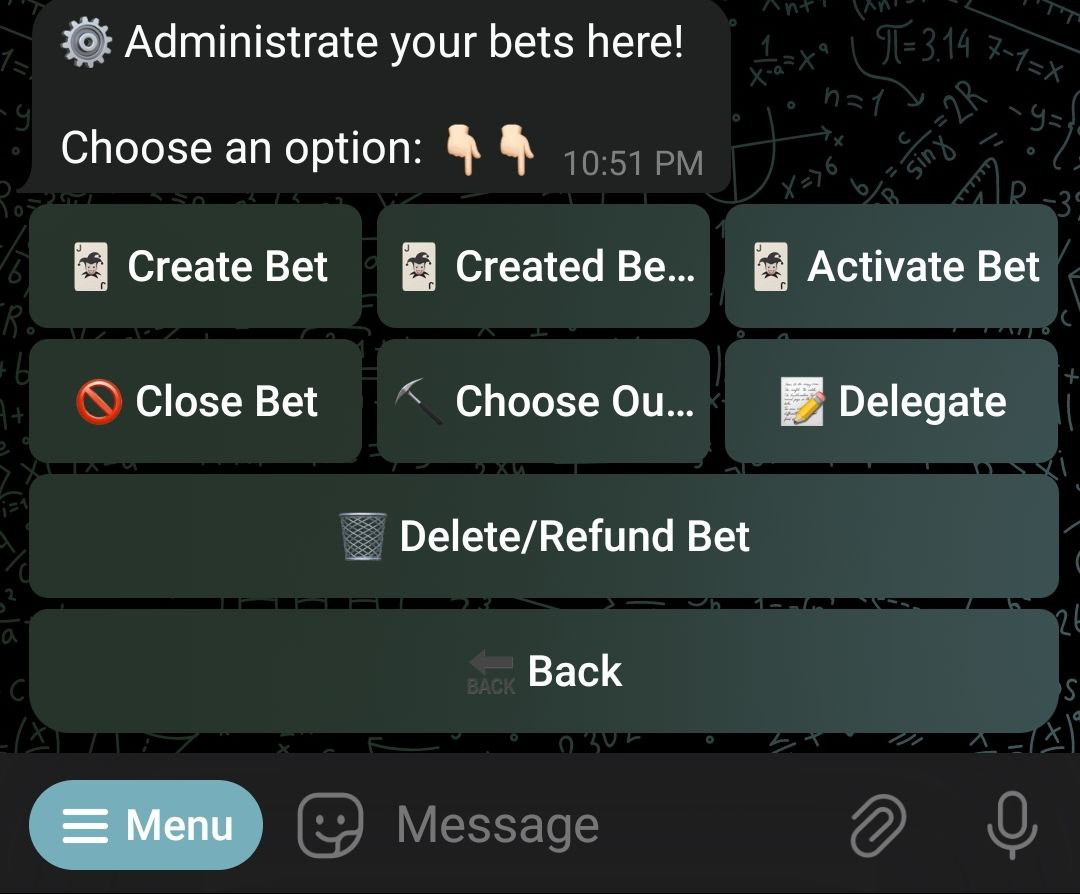 ⚙️ Administrate your bets here!
Choose an option: 👇🏻👇🏻 10:51 PM
🃏 Create Bet
🃏 Created Be...
🃏 Activate Bet
🚫 Close Bet
⛏ Choose Ou...
📝 Delegate
🗑 Delete/Refund Bet
🔙 Back
Menu
Message